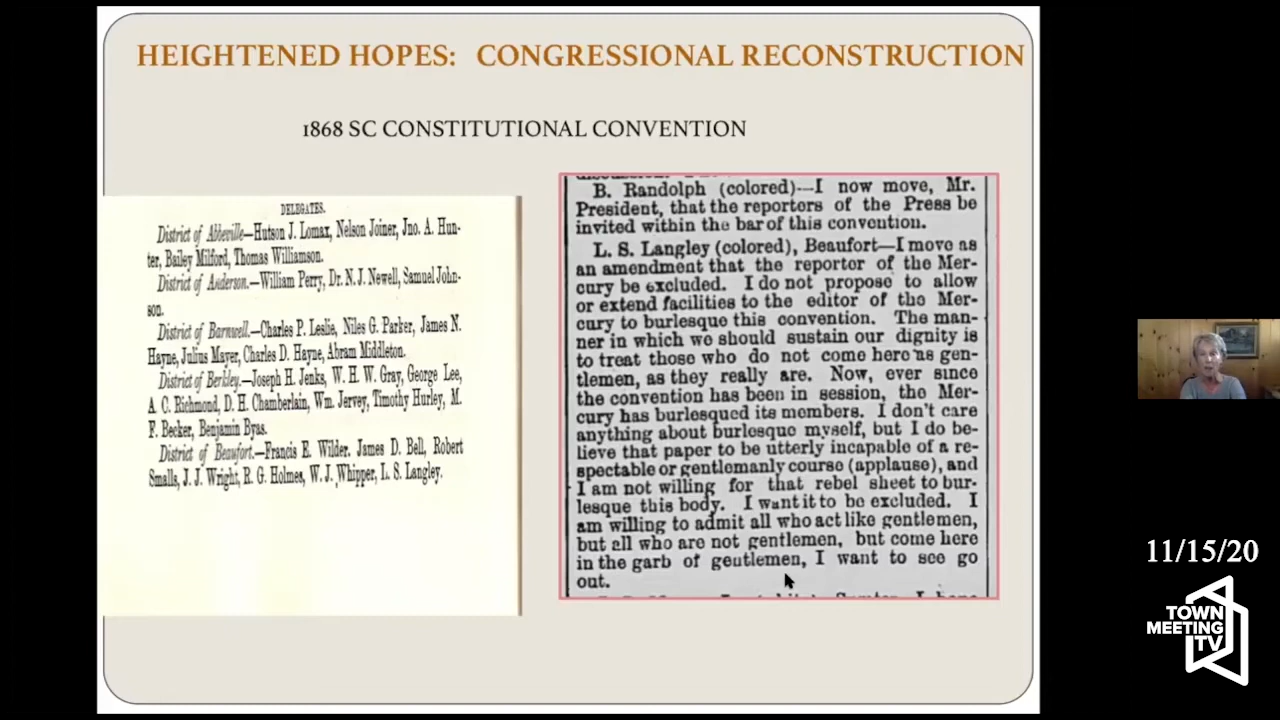 HEIGHTENED HOPES: CONGRESSIONAL RECONSTRUCTION
1868 SC CONSTITUTIONAL CONVENTION
DELEGATES.
District of Abbeville—Hutson J. Lomax, Nelson Joiner, Jno. A. Hun-
ter, Bailey Milford, Thomas Williamson.
District of Anderson.—William Perry, Dr. N. J. Newell, Samuel John-
son.
District of Barnwell.—Charles P. Leslie, Niles G. Parker, James N.
Hayne, Julius Mayer, Charles D. Hayne, Abram Middleton.
District of Berkley.—Joseph H. Jenks, W. H. W. Gray, George Lee,
A. C. Richmond, D. H. Chamberlain, Wm. Jervey, Timothy Hurley, M.
F. Becker, Benjamin Byas.
District of Beaufort.—Francis E. Wilder. James D. Bell, Robert
Smalls, J. J. Wright, R. G. Holmes, W. J. Whipper, L. S. Langley.
B. Randolph (colored)—I now move, Mr.
President, that the reporters of the Press be
invited within the bar of this convention.
L. S. Langley (colored), Beaufort—I move as
an amendment that the reporter of the Mer-
cury be excluded. I do not propose to allow
or extend facilities to the editor of the Mer-
cury to burlesque this convention. The man-
ner in which we should sustain our dignity is
to treat those who do not come here as gen-
tlemen, as they really are. Now, ever since
the convention has been in session, the Mer-
cury has burlesqued its members. I don't care
anything about burlesque myself, but I do be-
lieve that paper to be utterly incapable of a re-
spectable or gentlemanly course (applause), and
I am not willing for that rebel sheet to bur-
lesque this body. I want it to be excluded. I
am willing to admit all who act like gentlemen,
but all who are not gentlemen, but come here
in the garb of gentlemen, I want to see go
out.
11/15/20
TOWN
MEETING
TV